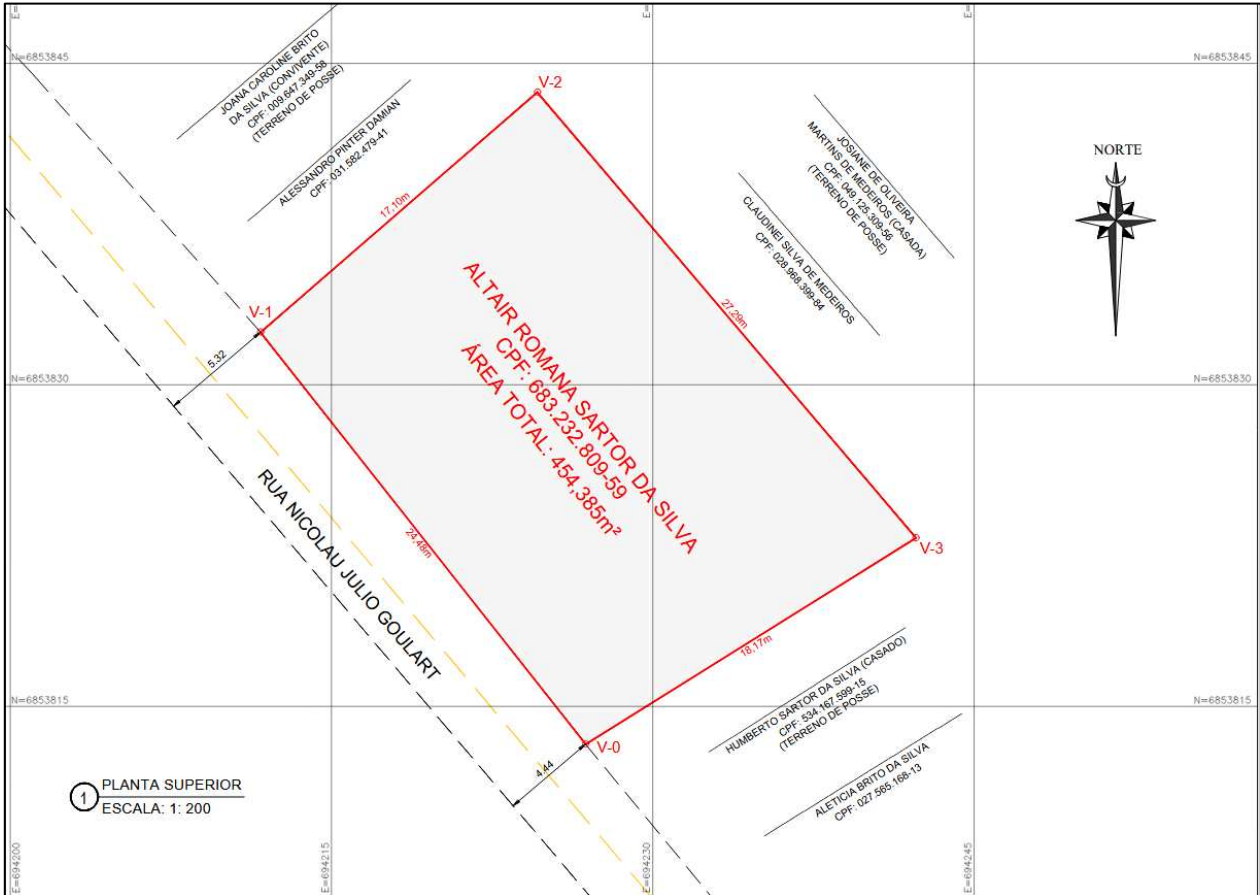 E=
E=
E=
N=6853845
N=6853845
JOANA CAROLINE BRITO
DA SILVA (CONVIVENTE)
CPF: 009.647.349-58
(TERRENO DE POSSE)
ALESSANDRO PINTER DAMIAN
CPF: 031.582.479-41
V-2
JOSIANE DE OLIVEIRA
MARTINS DE MEDEIROS (CASADA)
CPF: 049.125.309-56
(TERRENO DE POSSE)
CLAUDINEI SILVA DE MEDEIROS
CPF: 028.968.399-84
NORTE
17,10m
V-1
5.32
27,29m
N=6853830
N=6853830
ALTAIR ROMANA SARTOR DA SILVA
CPF: 683.232.809-59
ÁREA TOTAL: 454,385m²
RUA NICOLAU JULIO GOULART
24,48m
V-3
18,17m
HUMBERTO SARTOR DA SILVA (CASADO)
CPF: 534.167.599-15
(TERRENO DE POSSE)
ALETICIA BRITO DA SILVA
CPF: 027.565.168-13
N=6853815
N=6853815
V-0
4.44
1
PLANTA SUPERIOR
ESCALA: 1: 200
E=694200
E=694215
E=694230
E=694245